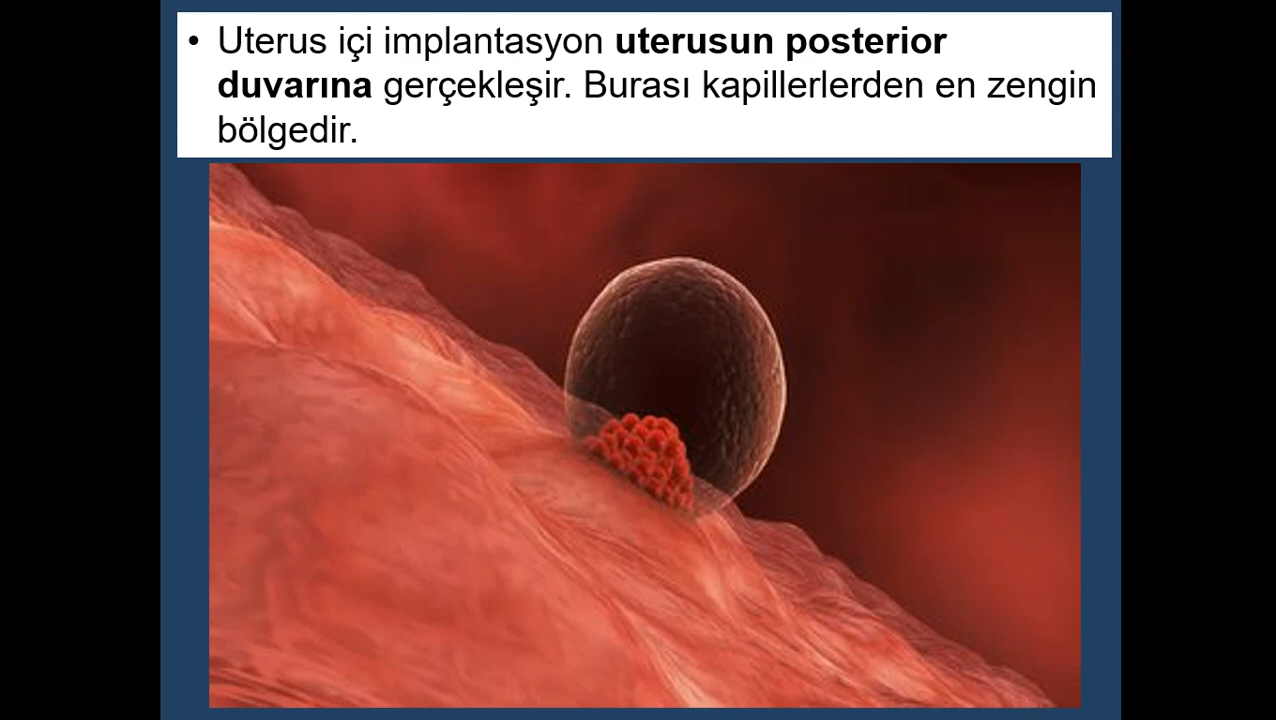 • Uterus içi implantasyon uterusun posterior
duvarına gerçekleşir. Burası kapillerlerden en zengin
bölgedir.